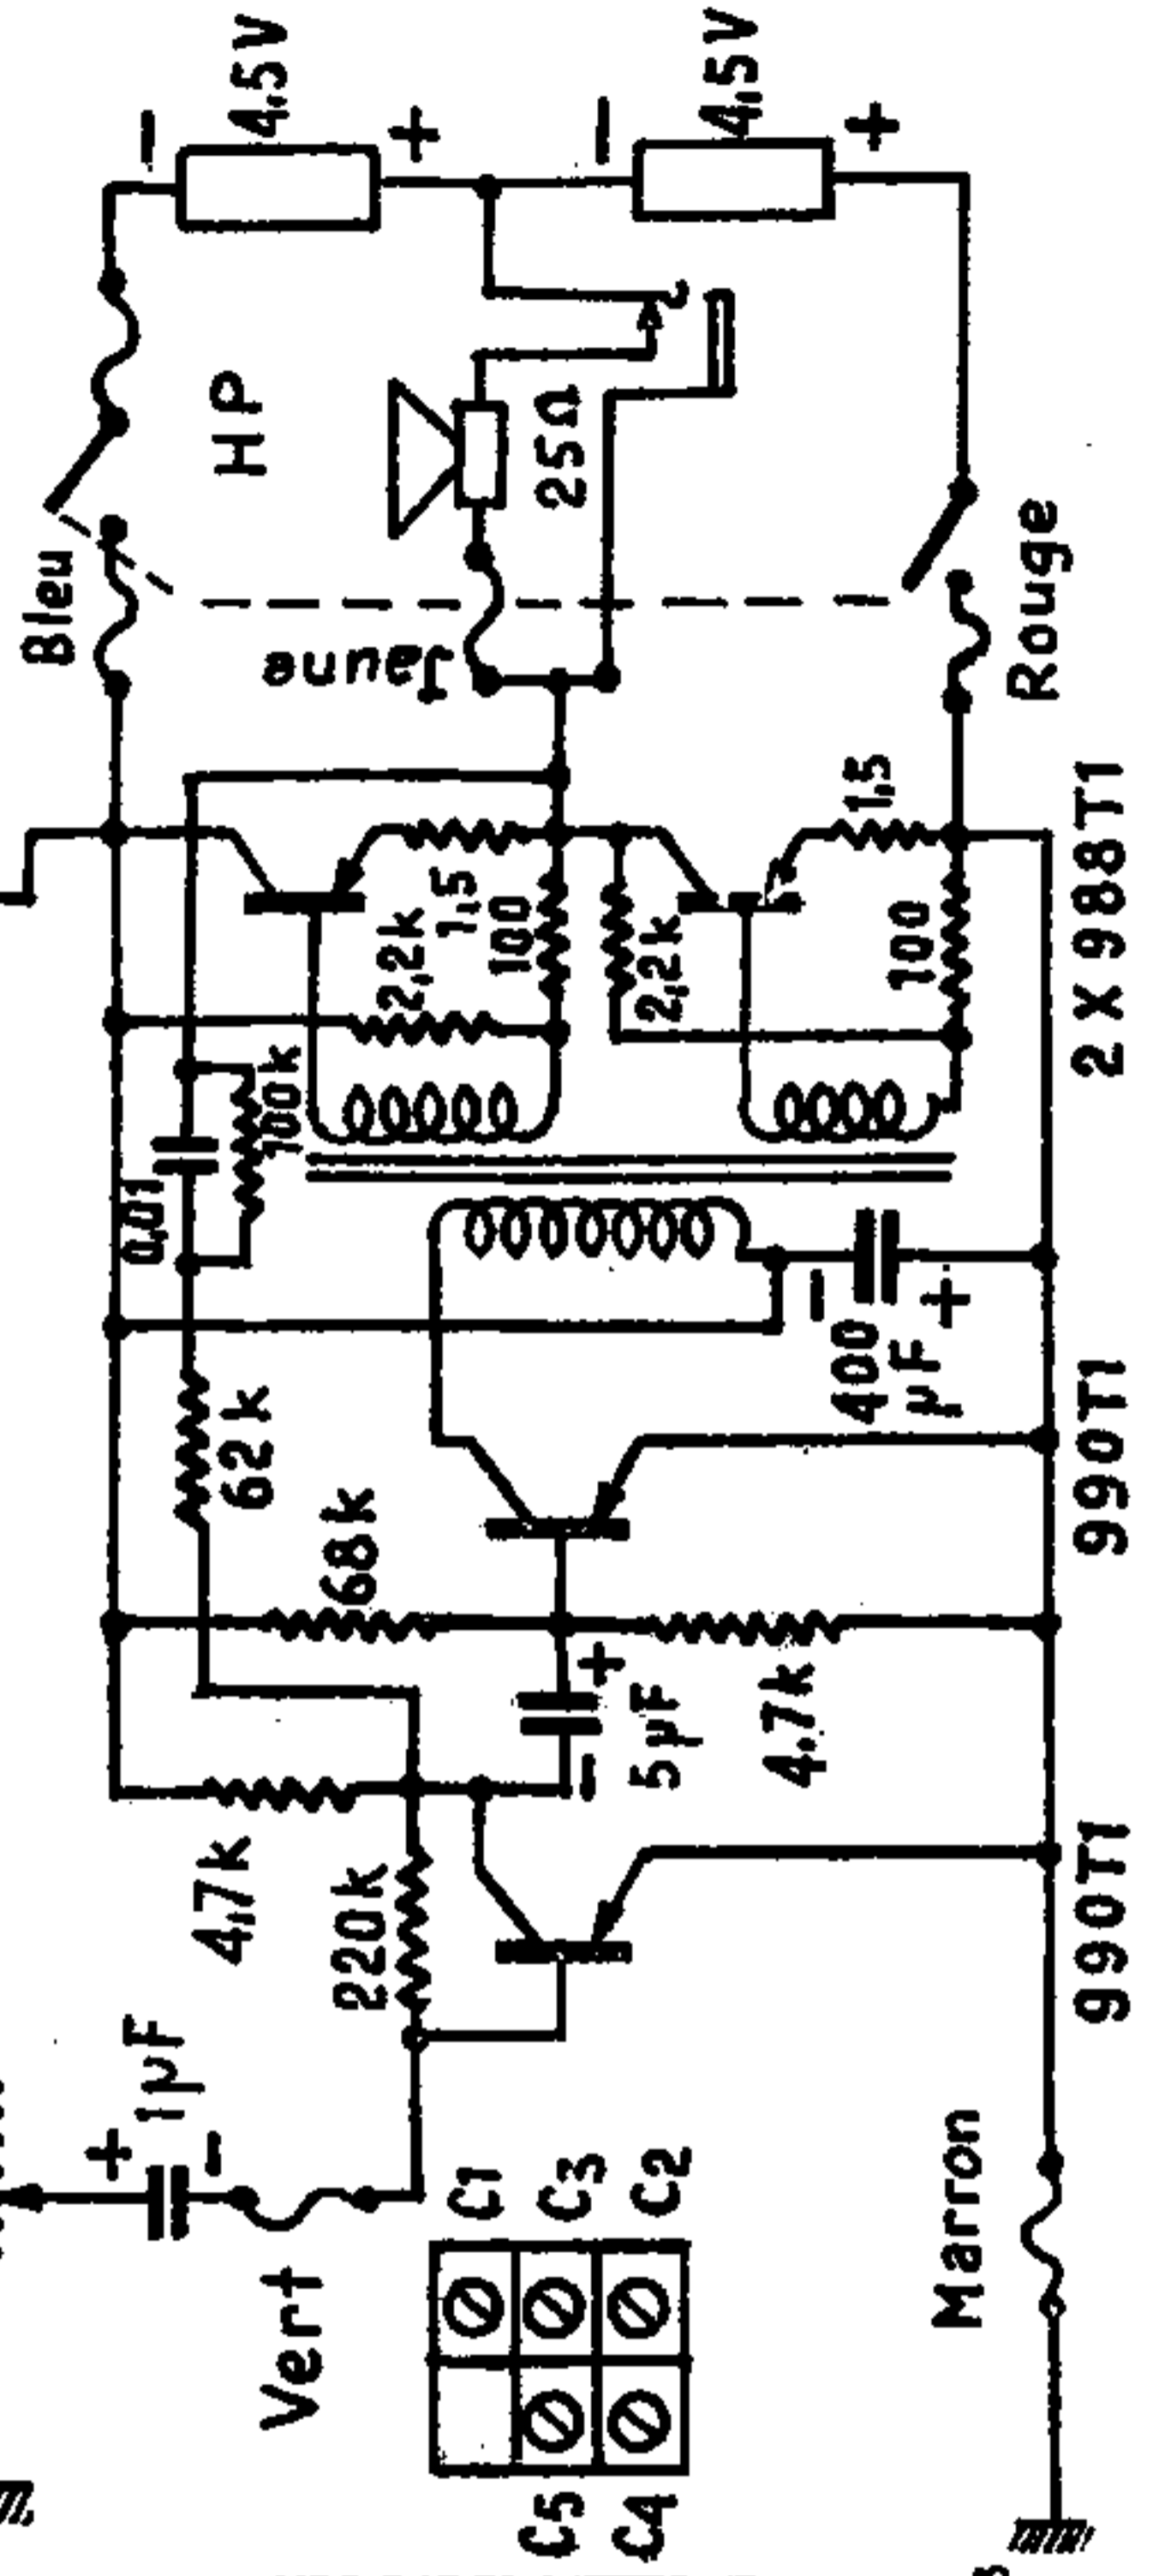 Vert
+
1µF
-
4,7k
220k
68k
62k
0,01
100k
2,2k
1,5
100
2,2k
100
1,5
Bleu
Jaune
HP
25Ω
- 4,5V +
- 4,5V +
Rouge
C1
C3
C2
C5
C4
- 5µF +
4.7k
- 400 µF +
Marron
990T1
990T1
2 X 988T1